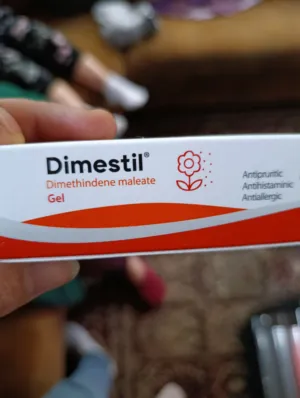 Dimestil®
Dimethindene maleate
Gel
Antipruritic
Antihistaminic
Antiallergic